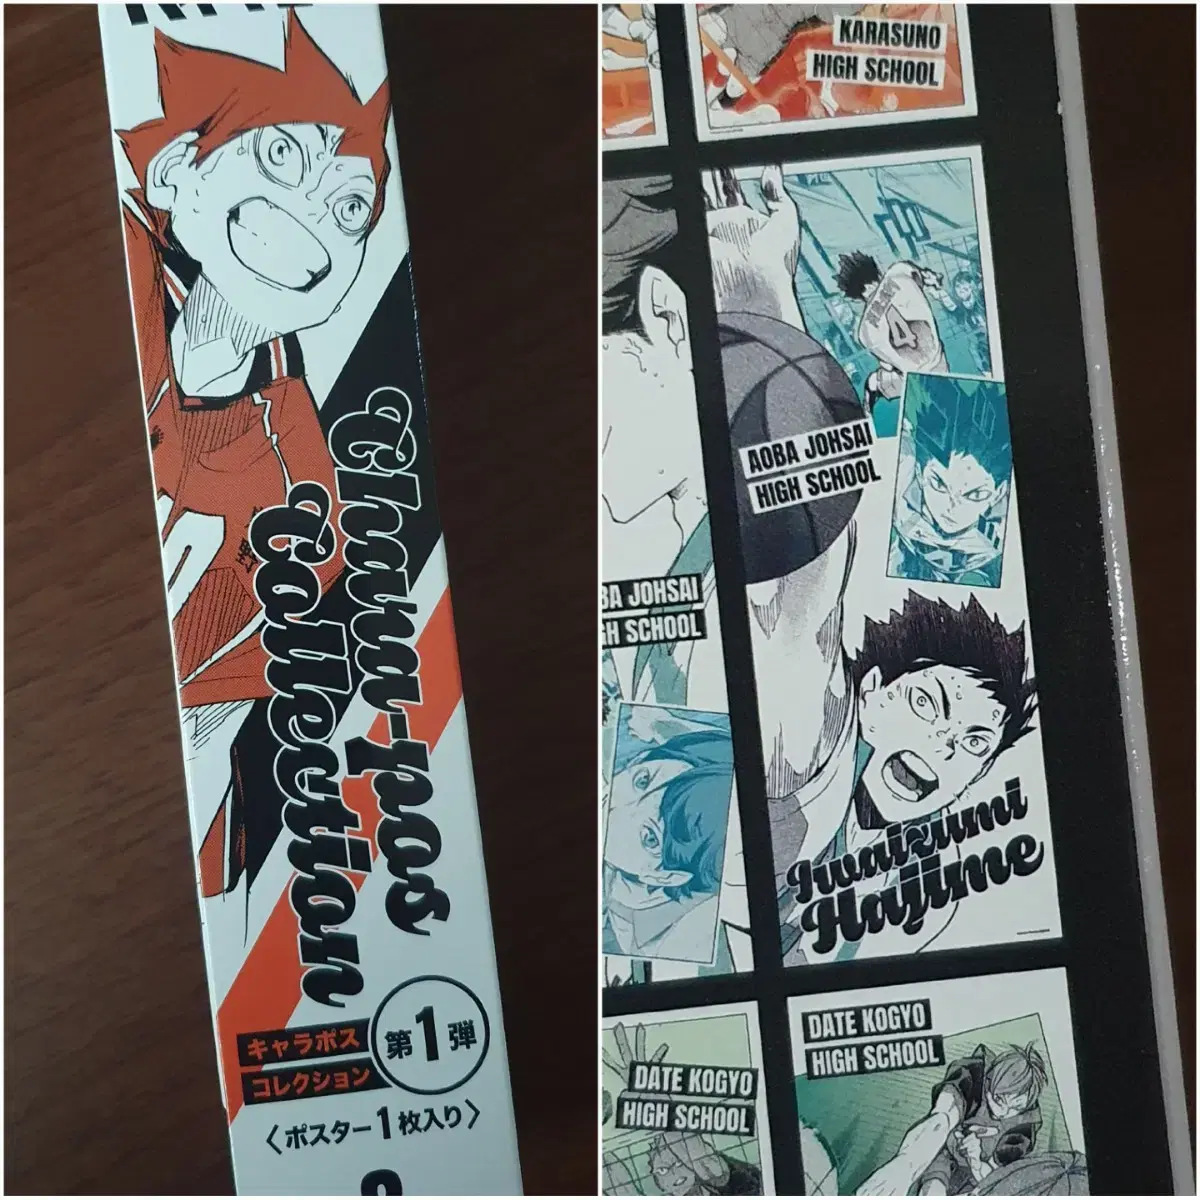 Chara-pos
Collection
キャラポス
コレクション
第1弾
〈ポスター1枚入り〉
KARASUNO
HIGH SCHOOL
4
AOBA JOHSAI
HIGH SCHOOL
BA JOHSAI
GH SCHOOL
Iwaizumi
Hajime
DATE KOGYO
HIGH SCHOOL
DATE KOGYO
HIGH SCHOOL